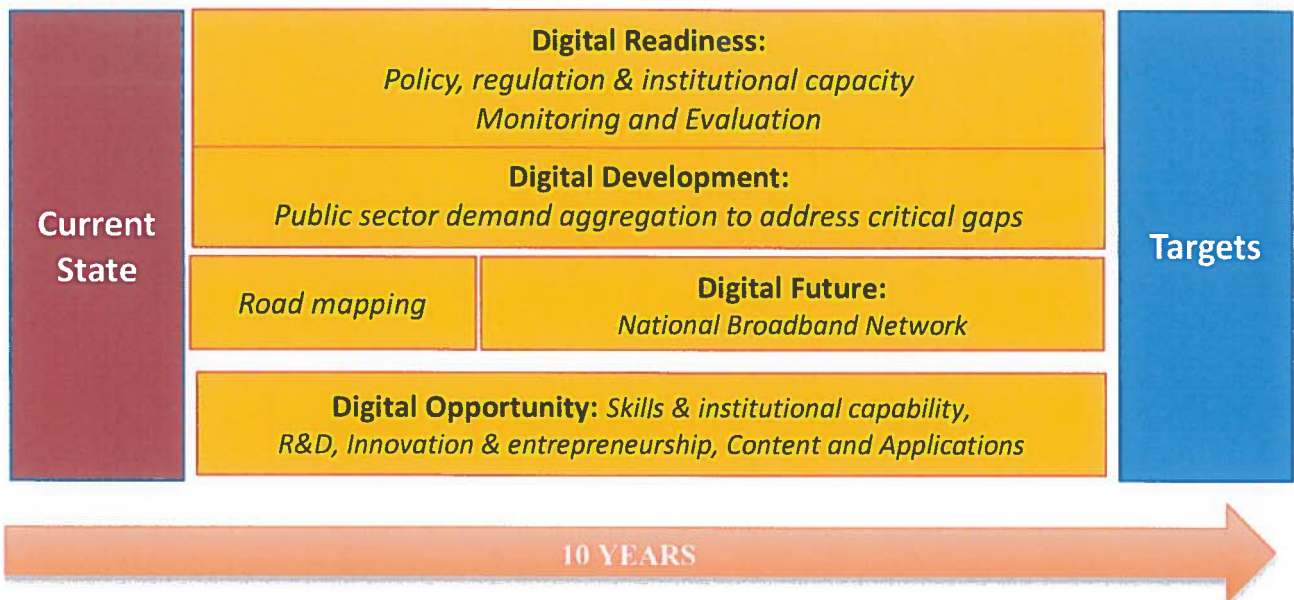 Current
State
Digital Readiness:
Policy, regulation & institutional capacity
Monitoring and Evaluation
Digital Development:
Public sector demand aggregation to address critical gaps
Road mapping
Digital Future:
National Broadband Network
Digital Opportunity: Skills & institutional capability,
R&D, Innovation & entrepreneurship, Content and Applications
Targets
10 YEARS